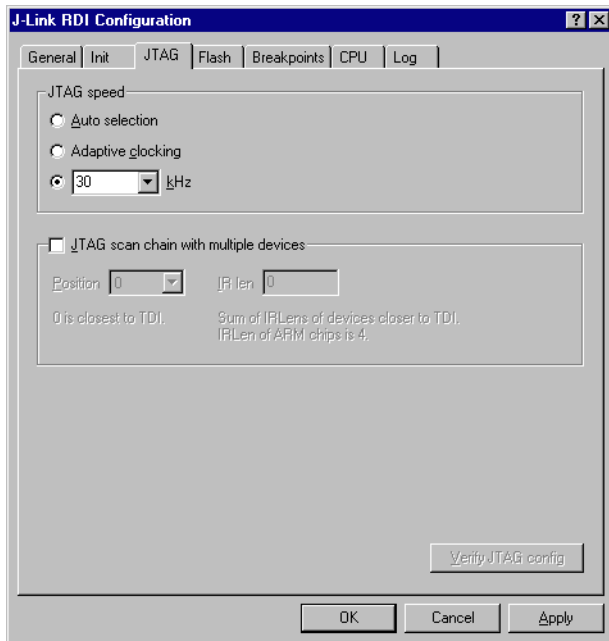 J-Link RDI Configuration
General Init JTAG Flash Breakpoints CPU Log
JTAG speed
Auto selection
Adaptive clocking
30 kHz
JTAG scan chain with multiple devices
Position 0 IR len 0
0 is closest to TDI. Sum of IRLens of devices closer to TDI.
IRLen of ARM chips is 4.
Verify JTAG config
OK Cancel Apply